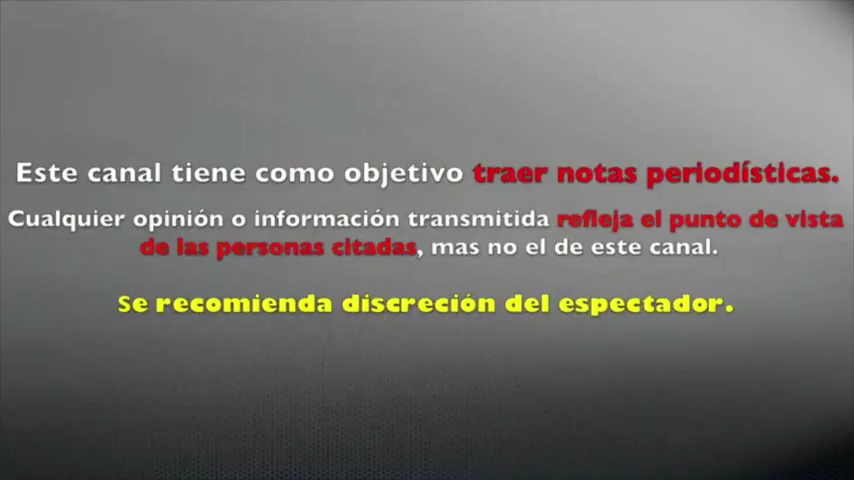 Este canal tiene como objetivo traer notas periodísticas.
Cualquier opinión o información transmitida refleja el punto de vista
de las personas citadas, mas no el de este canal.
Se recomienda discreción del espectador.